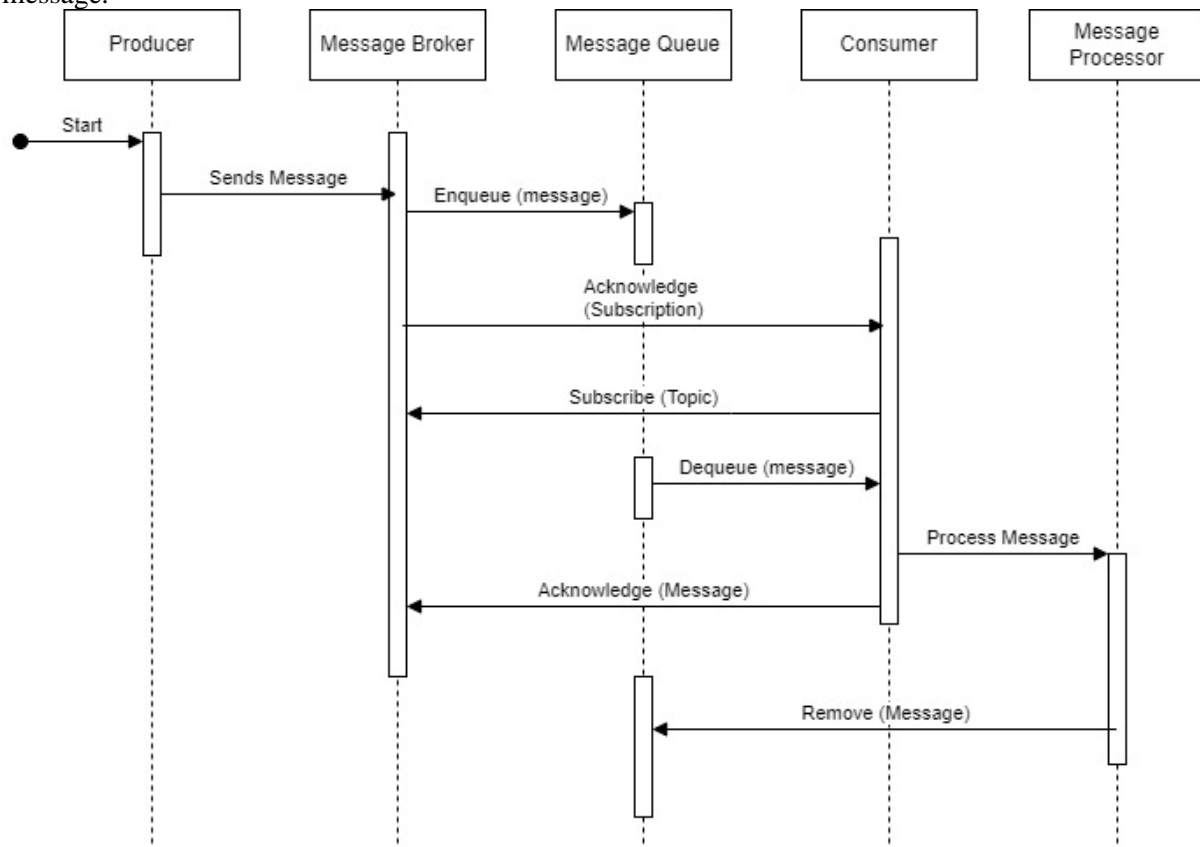 message.
Producer
Message Broker
Message Queue
Consumer
Message
Processor
Start
Sends Message
Enqueue (message)
Acknowledge
(Subscription)
Subscribe (Topic)
Dequeue (message)
Process Message
Acknowledge (Message)
Remove (Message)